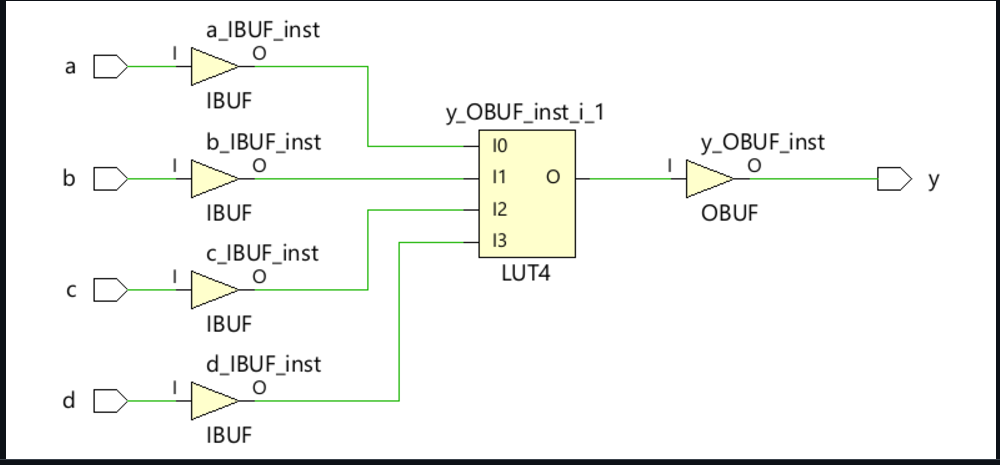 a_IBUF_inst
a
I
O
IBUF
b_IBUF_inst
b
I
O
IBUF
c_IBUF_inst
c
I
O
IBUF
d_IBUF_inst
d
I
O
IBUF
y_OBUF_inst_i_1
I0
I1
I2
I3
O
LUT4
y_OBUF_inst
I
O
OBUF
y